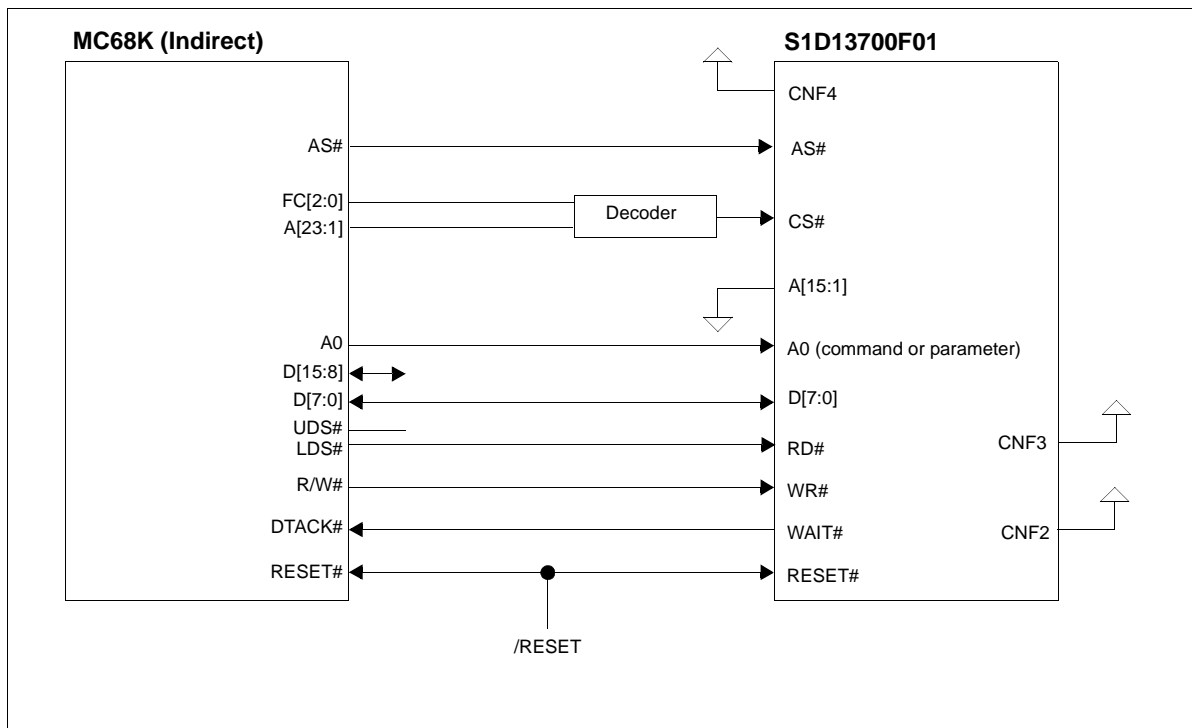 MC68K (Indirect)
S1D13700F01
CNF4
AS#
AS#
FC[2:0]
A[23:1]
Decoder
CS#
A[15:1]
A0
A0 (command or parameter)
D[15:8]
D[7:0]
D[7:0]
UDS#
LDS#
RD#
CNF3
R/W#
WR#
DTACK#
WAIT#
CNF2
RESET#
RESET#
/RESET